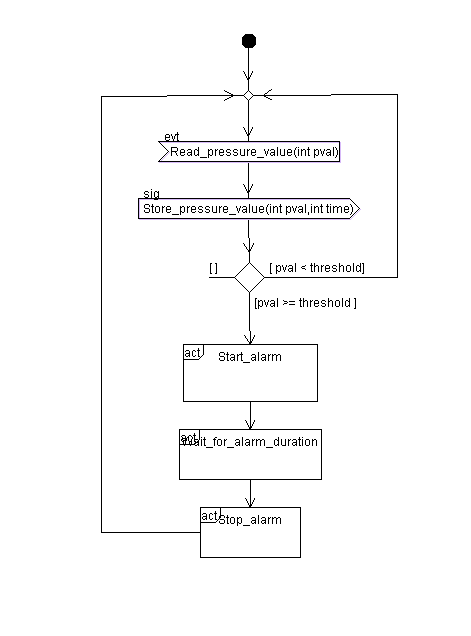 evt
Read_pressure_value(int pval)
sig
Store_pressure_value(int pval,int time)
[ ]
[ pval < threshold]
[pval >= threshold ]
act
Start_alarm
act
Wait_for_alarm_duration
act
Stop_alarm